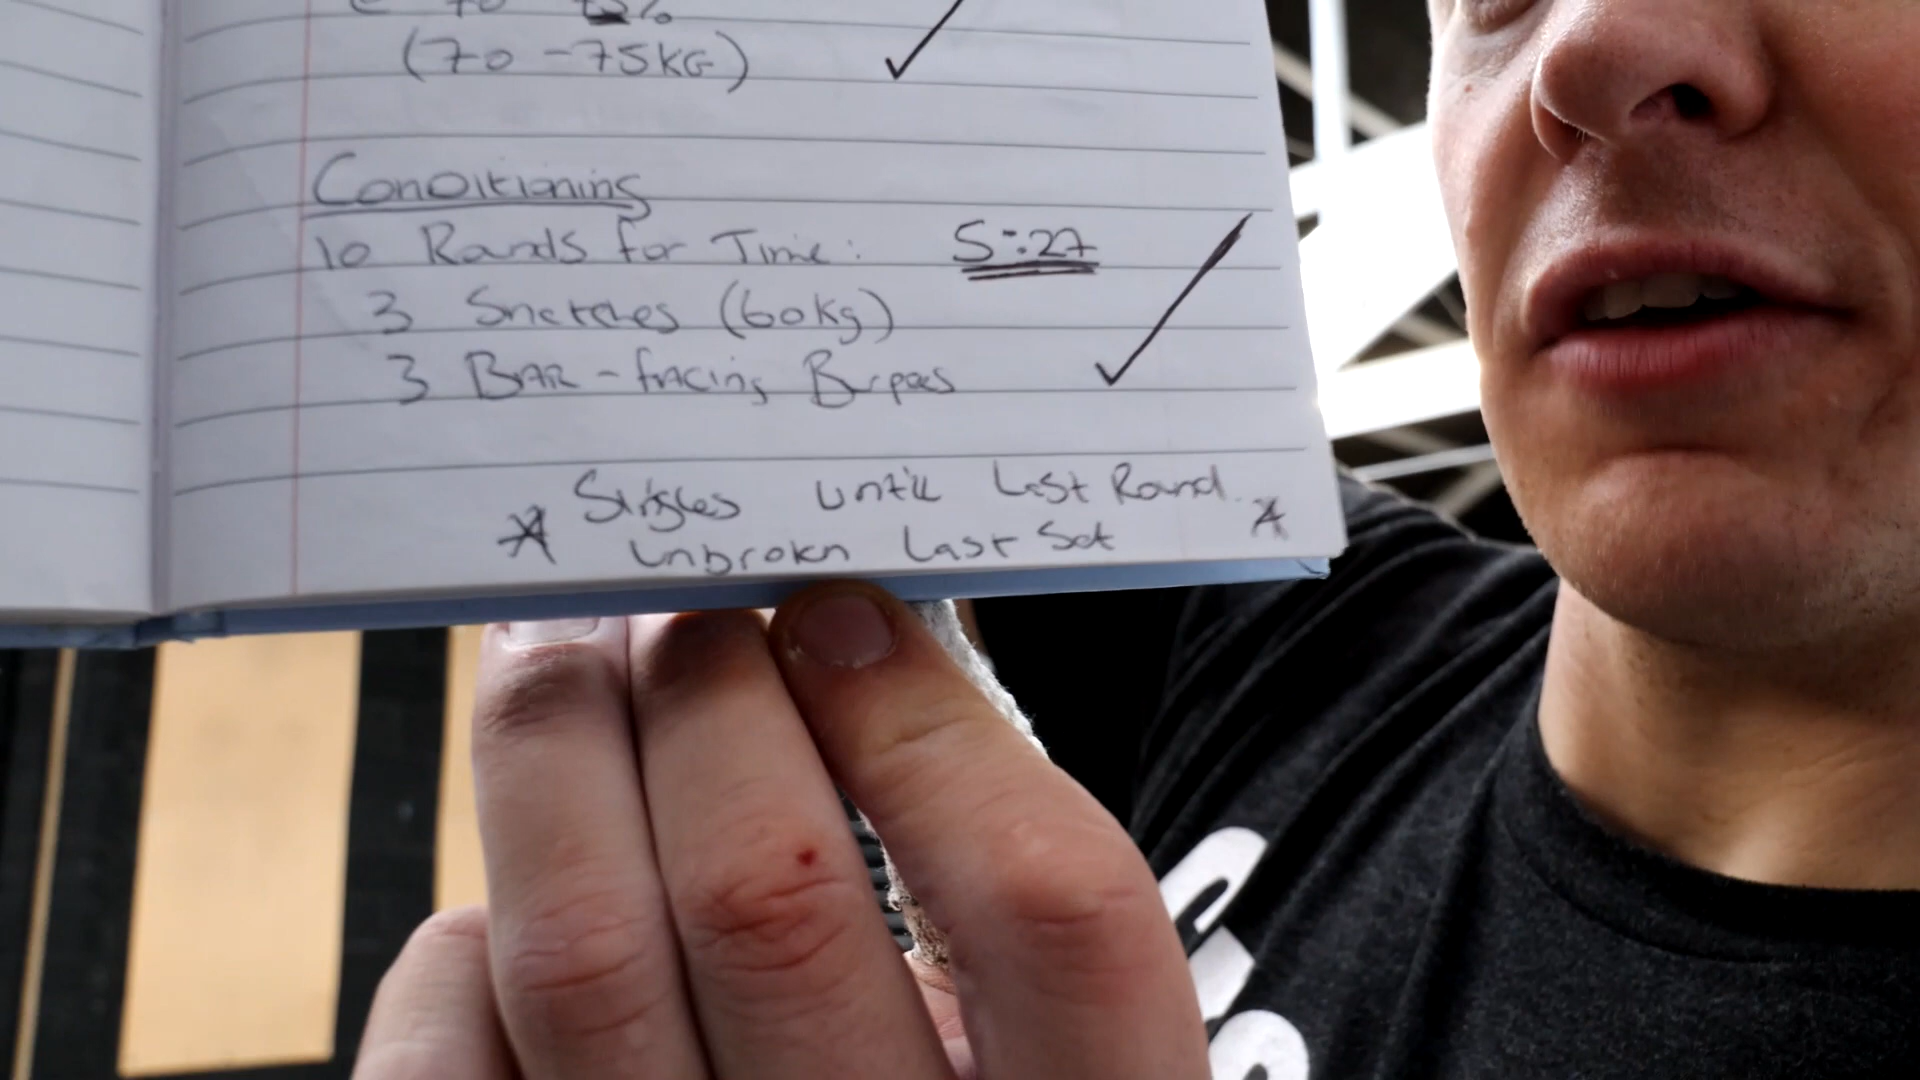 (70 - 75KG)
Conditioning
10 Rounds for Time: 5:27
3 Snatches (60kg)
3 BAR-facing Burpees
Singles until Last Round.
unbroken Last Set